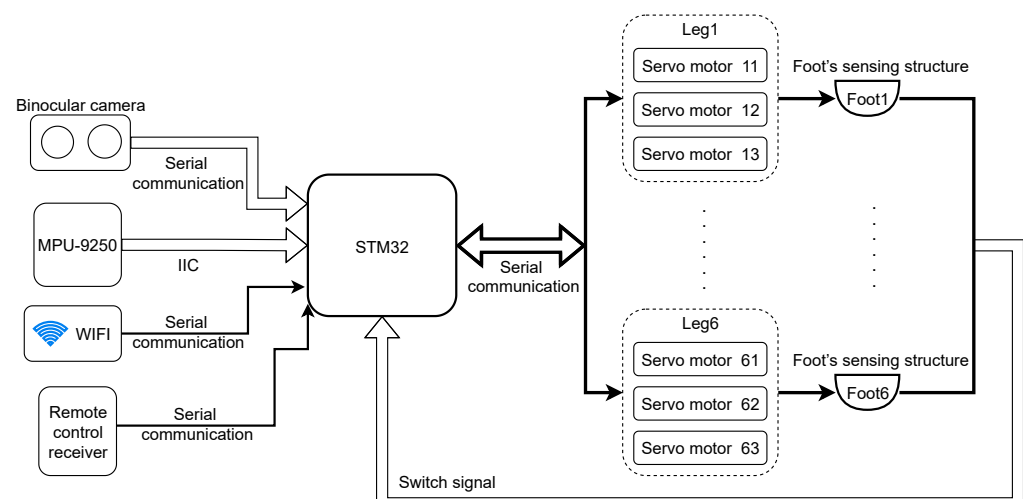 Binocular camera
Serial
communication
MPU-9250
IIC
WIFI
Serial
communication
Remote
control
receiver
Serial
communication
STM32
Serial
communication
Switch signal
Leg1
Servo motor 11
Servo motor 12
Servo motor 13
Foot's sensing structure
Foot1
Leg6
Servo motor 61
Servo motor 62
Servo motor 63
Foot's sensing structure
Foot6